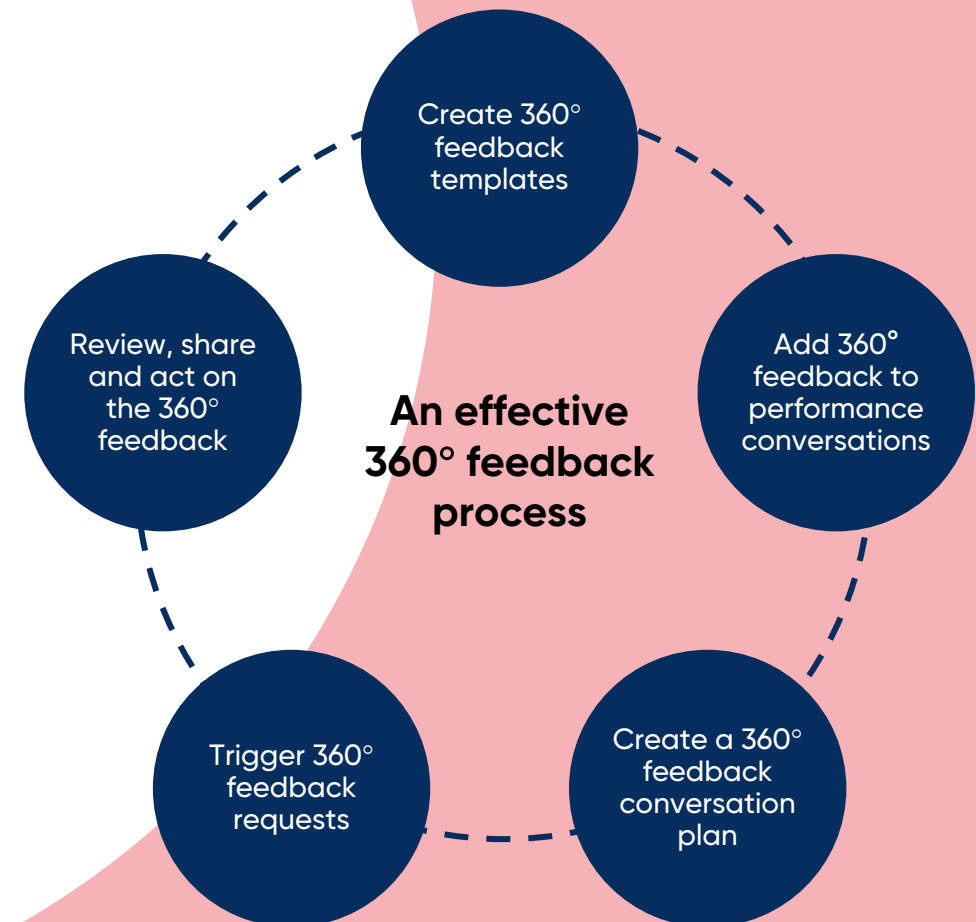 Create 360°
feedback
templates
Add 360°
feedback to
performance
conversations
Create a 360°
feedback
conversation
plan
Trigger 360°
feedback
requests
Review, share
and act on
the 360°
feedback
An effective
360° feedback
process